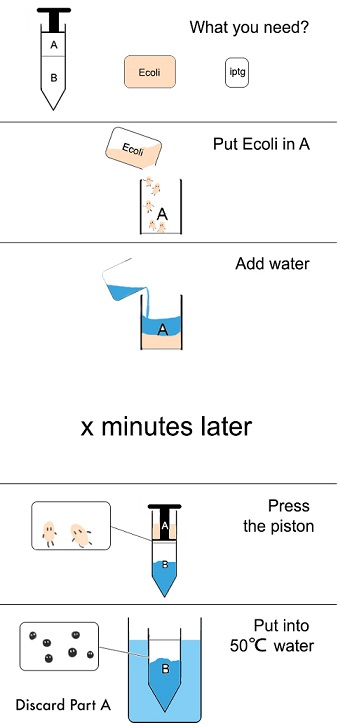 What you need?
A
B
Ecoli
iptg
Put Ecoli in A
Ecoli
A
Add water
A
x minutes later
Press
the piston
A
B
Put into
50℃ water
B
Discard Part A